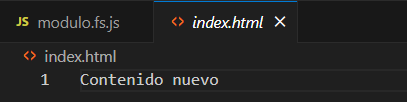 JS modulo.fs.js <> index.html ×
<> index.html
1 Contenido nuevo